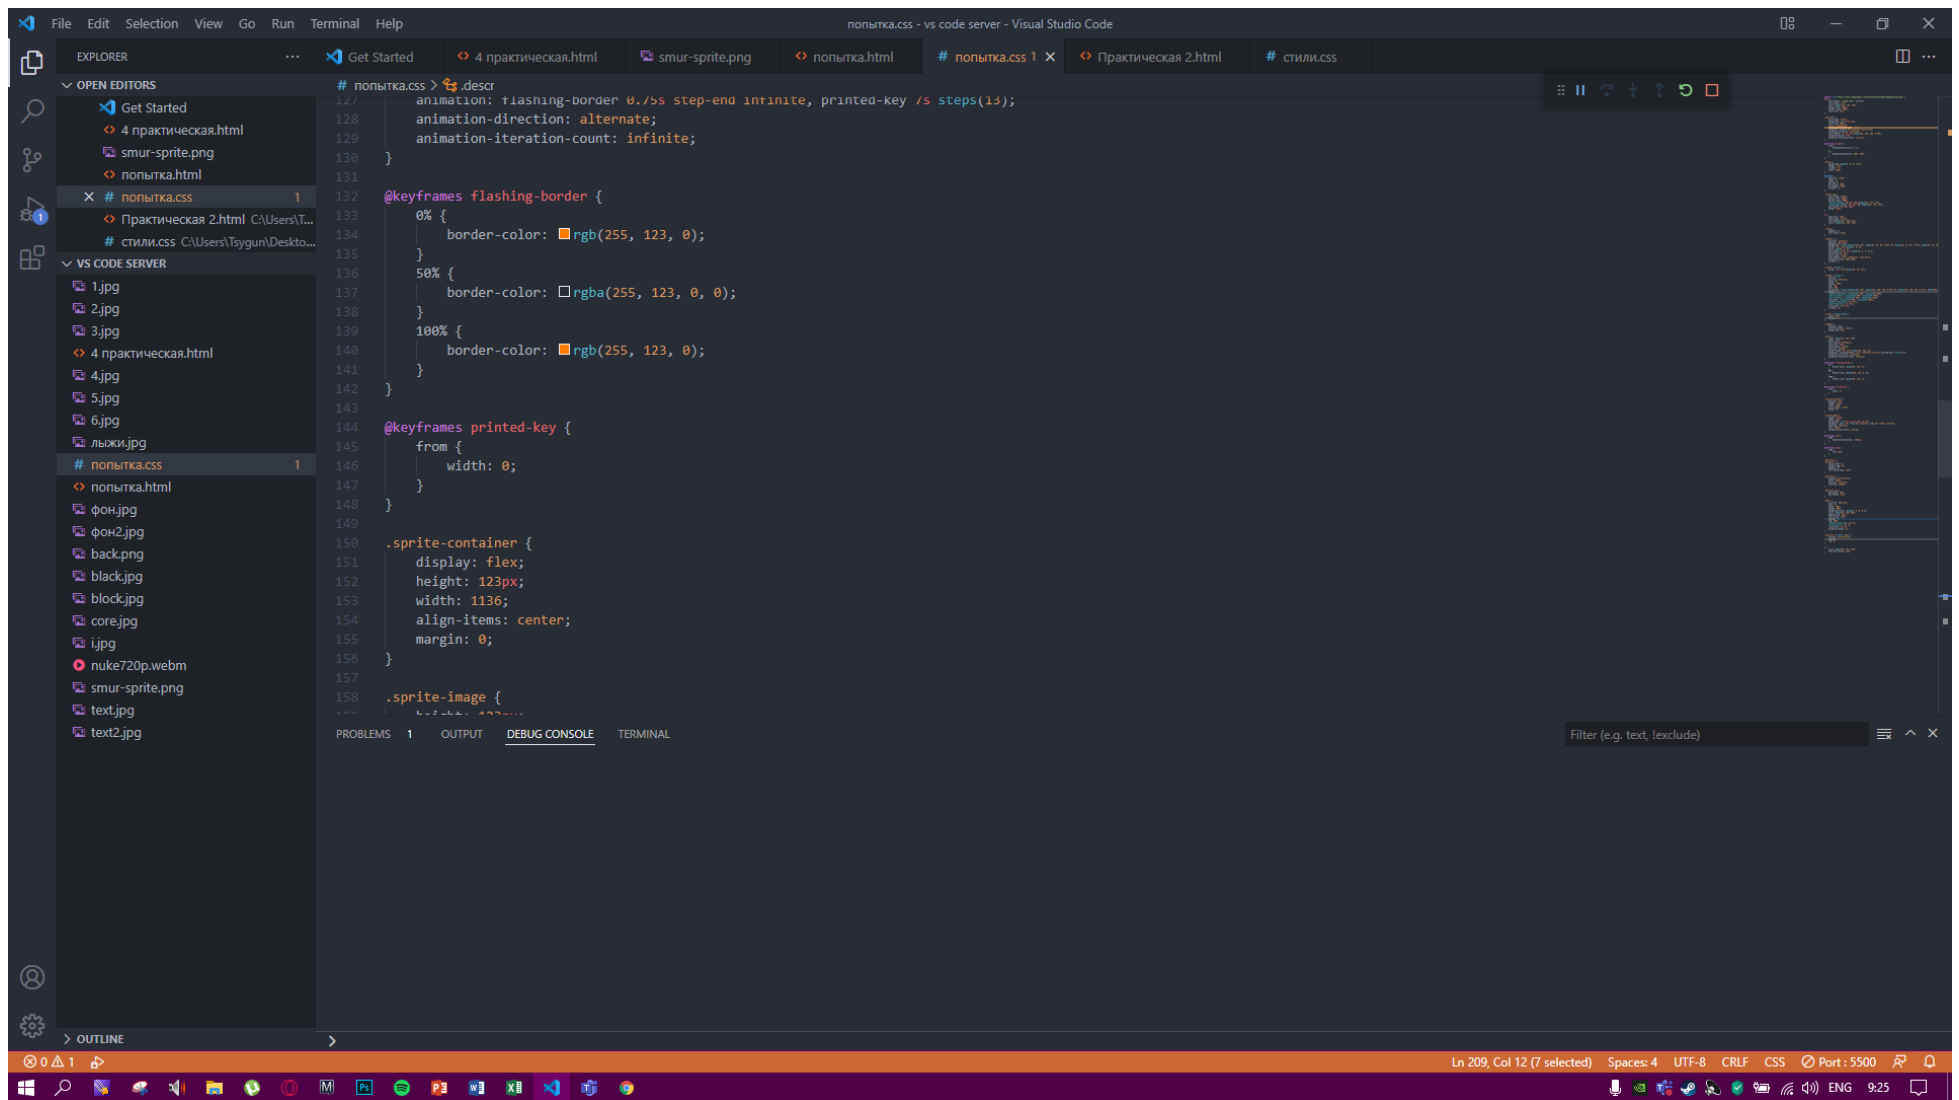 File Edit Selection View Go Run Terminal Help
попытка.css - vs code server - Visual Studio Code
EXPLORER
Get Started
4 практическая.html
smur-sprite.png
попытка.html
попытка.css 1
Практическая 2.html
стили.css
OPEN EDITORS
Get Started
4 практическая.html
smur-sprite.png
попытка.html
попытка.css 1
Практическая 2.html C:\Users\T...
стили.css C:\Users\Tsygun\Deskto...
1
VS CODE SERVER
1.jpg
2.jpg
3.jpg
4 практическая.html
4.jpg
5.jpg
6.jpg
лыжи.jpg
попытка.css 1
попытка.html
фон.jpg
фон2.jpg
back.png
black.jpg
block.jpg
core.jpg
i.jpg
nuke720p.webm
smur-sprite.png
text.jpg
text2.jpg
OUTLINE
попытка.css > .descr
127 animation: flashing-border 0.75s step-end infinite, printed-key 7s steps(13);
128 animation-direction: alternate;
129 animation-iteration-count: infinite;
130 }
131
132 @keyframes flashing-border {
133 0% {
134 border-color: rgb(255, 123, 0);
135 }
136 50% {
137 border-color: rgba(255, 123, 0, 0);
138 }
139 100% {
140 border-color: rgb(255, 123, 0);
141 }
142 }
143
144 @keyframes printed-key {
145 from {
146 width: 0;
147 }
148 }
149
150 .sprite-container {
151 display: flex;
152 height: 123px;
153 width: 1136;
154 align-items: center;
155 margin: 0;
156 }
157
158 .sprite-image {
159 height: 123px;
PROBLEMS 1 OUTPUT DEBUG CONSOLE TERMINAL
Filter (e.g. text, !exclude)
0 1
Ln 209, Col 12 (7 selected) Spaces: 4 UTF-8 CRLF CSS Port : 5500
ENG 9:25